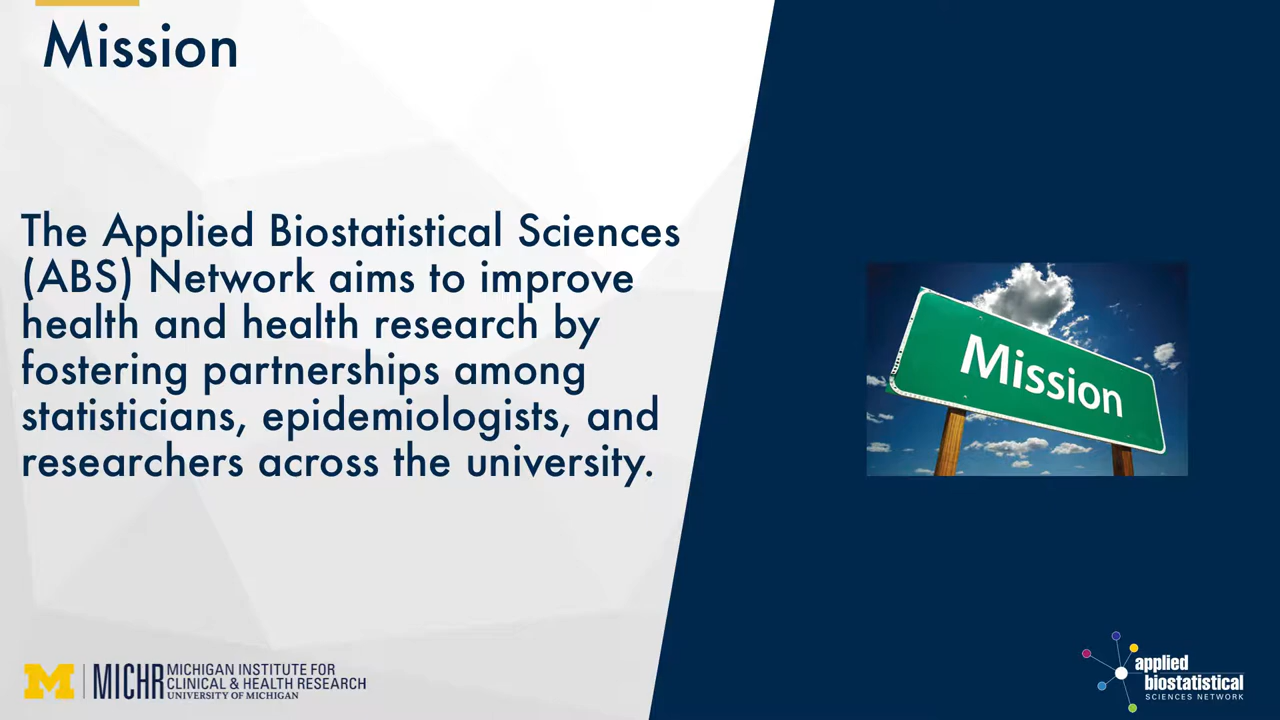 Mission
The Applied Biostatistical Sciences
(ABS) Network aims to improve
health and health research by
fostering partnerships among
statisticians, epidemiologists, and
researchers across the university.
Mission
M
MICHR
MICHIGAN INSTITUTE FOR
CLINICAL & HEALTH RESEARCH
UNIVERSITY OF MICHIGAN
applied
biostatistical
SCIENCES NETWORK